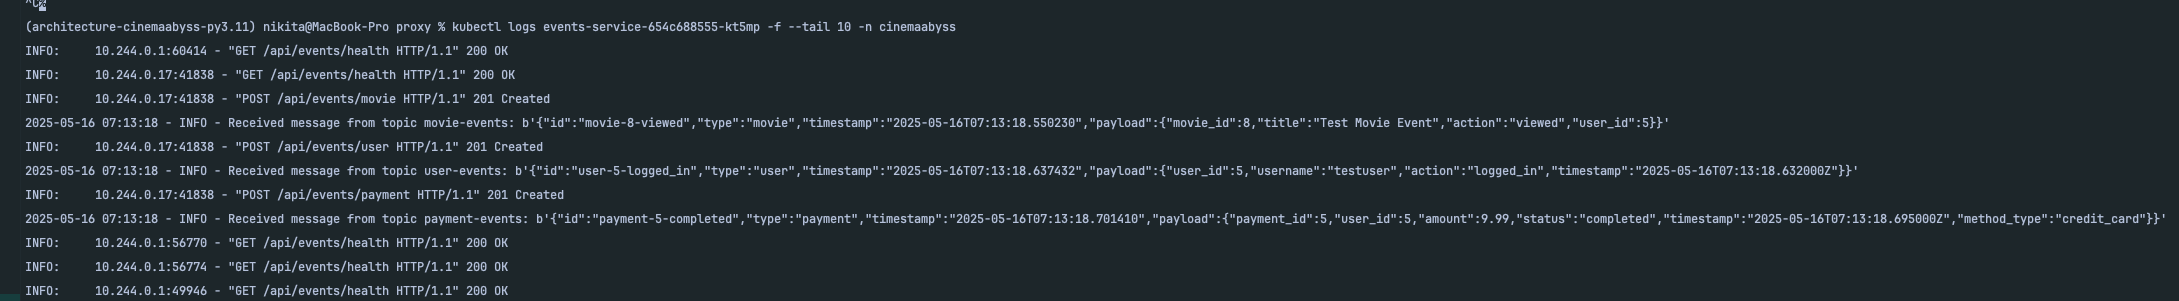 ^C%
(architecture-cinemaabyss-py3.11) nikita@MacBook-Pro proxy % kubectl logs events-service-654c688555-kt5mp -f --tail 10 -n cinemaabyss
INFO:     10.244.0.1:60414 - "GET /api/events/health HTTP/1.1" 200 OK
INFO:     10.244.0.17:41838 - "GET /api/events/health HTTP/1.1" 200 OK
INFO:     10.244.0.17:41838 - "POST /api/events/movie HTTP/1.1" 201 Created
2025-05-16 07:13:18 - INFO - Received message from topic movie-events: b'{"id":"movie-8-viewed","type":"movie","timestamp":"2025-05-16T07:13:18.550230","payload":{"movie_id":8,"title":"Test Movie Event","action":"viewed","user_id":5}}'
INFO:     10.244.0.17:41838 - "POST /api/events/user HTTP/1.1" 201 Created
2025-05-16 07:13:18 - INFO - Received message from topic user-events: b'{"id":"user-5-logged_in","type":"user","timestamp":"2025-05-16T07:13:18.637432","payload":{"user_id":5,"username":"testuser","action":"logged_in","timestamp":"2025-05-16T07:13:18.632000Z"}}'
INFO:     10.244.0.17:41838 - "POST /api/events/payment HTTP/1.1" 201 Created
2025-05-16 07:13:18 - INFO - Received message from topic payment-events: b'{"id":"payment-5-completed","type":"payment","timestamp":"2025-05-16T07:13:18.701410","payload":{"payment_id":5,"user_id":5,"amount":9.99,"status":"completed","timestamp":"2025-05-16T07:13:18.695000Z","method_type":"credit_card"}}'
INFO:     10.244.0.1:56770 - "GET /api/events/health HTTP/1.1" 200 OK
INFO:     10.244.0.1:56774 - "GET /api/events/health HTTP/1.1" 200 OK
INFO:     10.244.0.1:49946 - "GET /api/events/health HTTP/1.1" 200 OK